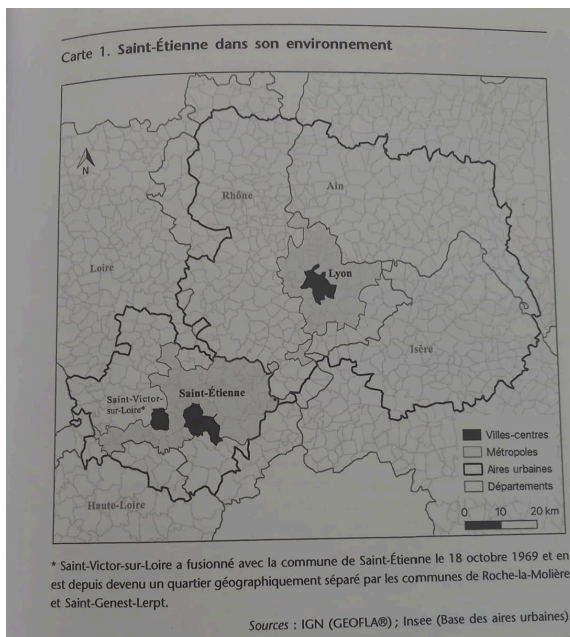 Carte 1. Saint-Étienne dans son environnement
N
Rhône
Ain
Loire
Lyon
Isère
Saint-Victor-
sur-Loire*
Saint-Étienne
Haute-Loire
Villes-centres
Métropoles
Aires urbaines
Départements
0 10 20 km
* Saint-Victor-sur-Loire a fusionné avec la commune de Saint-Étienne le 18 octobre 1969 et en
est depuis devenu un quartier géographiquement séparé par les communes de Roche-la-Molière
et Saint-Genest-Lerpt.
Sources : IGN (GEOFLA®) ; Insee (Base des aires urbaines).